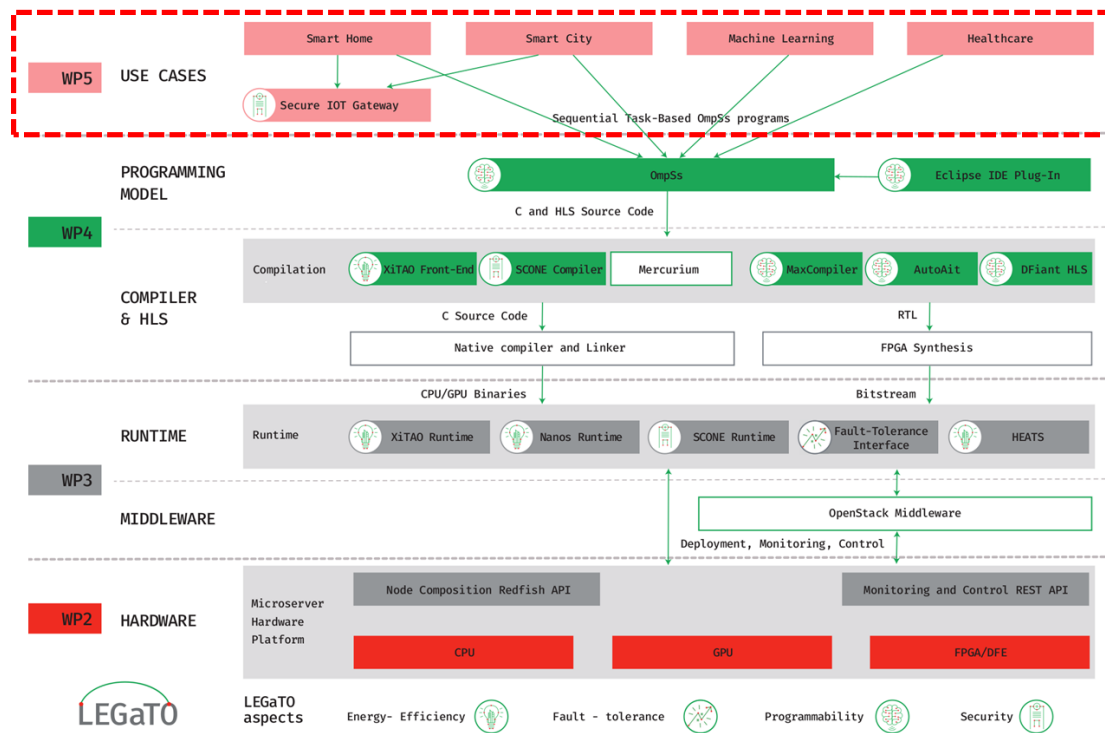 Smart Home
Smart City
Machine Learning
Healthcare
WP5
USE CASES
Secure IOT Gateway
Sequential Task-Based OmpSs programs
PROGRAMMING
MODEL
OmpSs
Eclipse IDE Plug-In
C and HLS Source Code
WP4
Compilation
XiTAO Front-End
SCONE Compiler
Mercurium
MaxCompiler
AutoAit
DFiant HLS
COMPILER
& HLS
C Source Code
RTL
Native compiler and Linker
FPGA Synthesis
CPU/GPU Binaries
Bitstream
RUNTIME
Runtime
XiTAO Runtime
Nanos Runtime
SCONE Runtime
Fault-Tolerance
Interface
HEATS
WP3
MIDDLEWARE
OpenStack Middleware
Deployment, Monitoring, Control
Node Composition Redfish API
Monitoring and Control REST API
WP2
HARDWARE
Microserver
Hardware
Platform
CPU
GPU
FPGA/DFE
LEGaTO
LEGaTO
aspects
Energy- Efficiency
Fault - tolerance
Programmability
Security